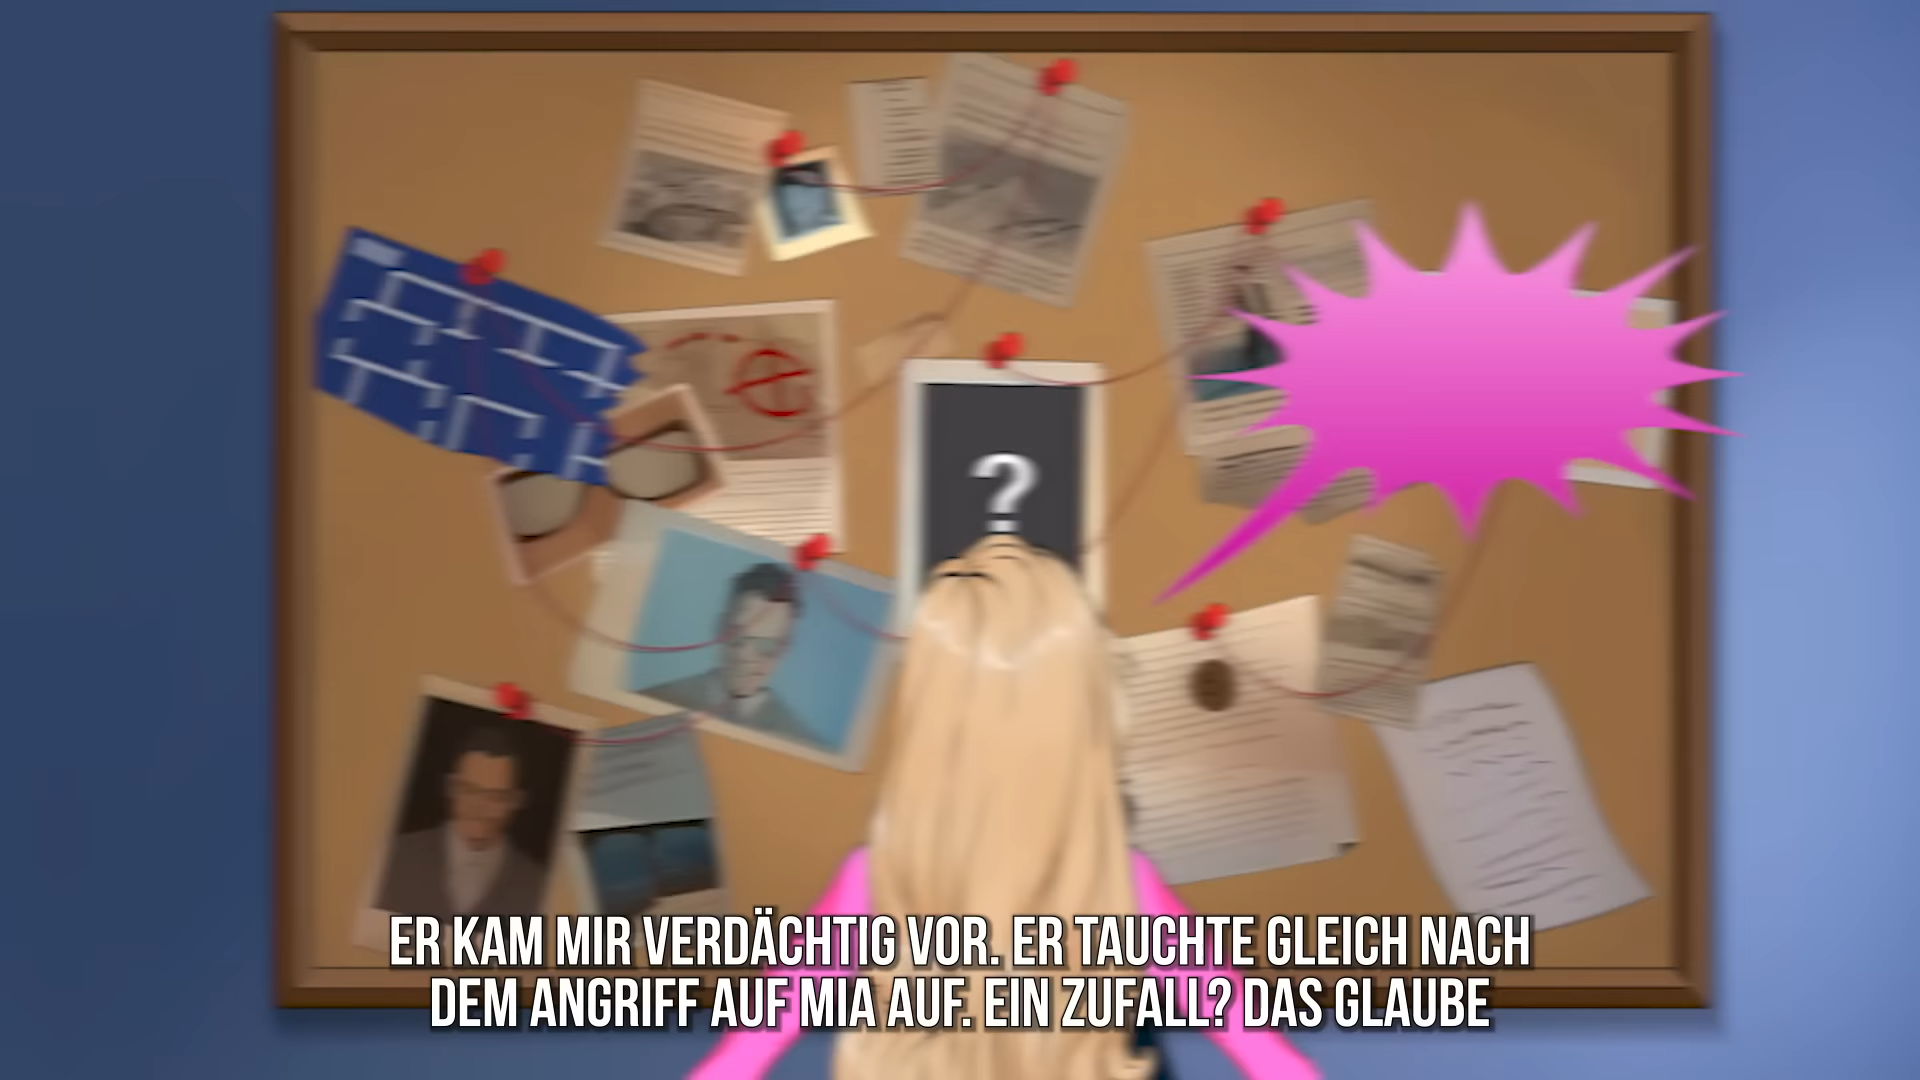 ?
ER KAM MIR VERDÄCHTIG VOR. ER TAUCHTE GLEICH NACH
DEM ANGRIFF AUF MIA AUF. EIN ZUFALL? DAS GLAUBE